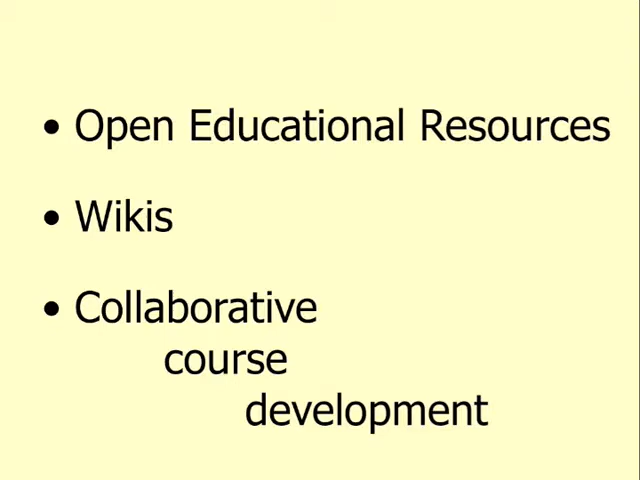 • Open Educational Resources
• Wikis
• Collaborative
course
development